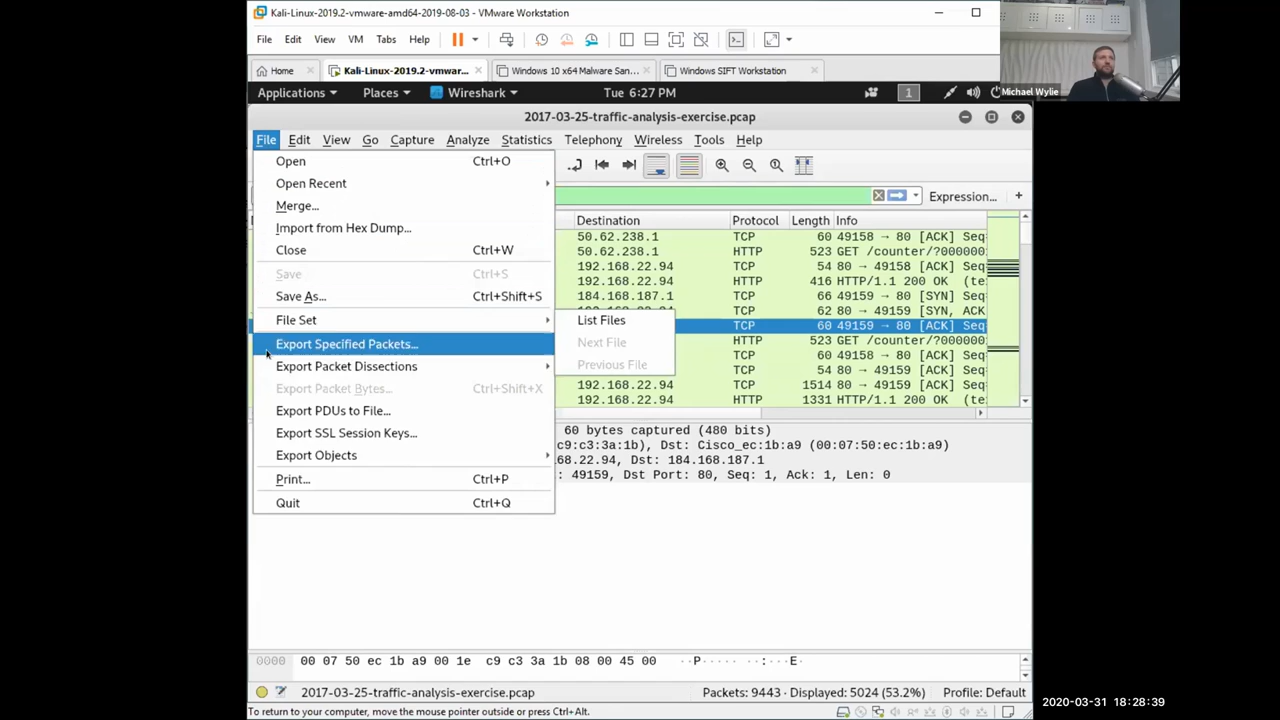 Kali-Linux-2019.2-vmware-amd64-2019-08-03 - VMware Workstation
File Edit View VM Tabs Help
Home Kali-Linux-2019.2-vmwar... Windows 10 x64 Malware San... Windows SIFT Workstation
Michael Wylie
Applications Places Wireshark Tue 6:27 PM 1
2017-03-25-traffic-analysis-exercise.pcap
File Edit View Go Capture Analyze Statistics Telephony Wireless Tools Help
Open Ctrl+O
Open Recent
Merge...
Import from Hex Dump...
Close Ctrl+W
Save Ctrl+S
Save As... Ctrl+Shift+S
File Set
Export Specified Packets...
Export Packet Dissections
Export Packet Bytes... Ctrl+Shift+X
Export PDUs to File...
Export SSL Session Keys...
Export Objects
Print... Ctrl+P
Quit Ctrl+Q
List Files
Next File
Previous File
Expression... +
Destination Protocol Length Info
50.62.238.1 TCP 60 49158 → 80 [ACK] Seq
50.62.238.1 HTTP 523 GET /counter/?000000
192.168.22.94 TCP 54 80 → 49158 [ACK] Seq
192.168.22.94 HTTP 416 HTTP/1.1 200 OK (te
184.168.187.1 TCP 66 49159 → 80 [SYN] Seq
TCP 62 80 → 49159 [SYN, ACK
TCP 60 49159 → 80 [ACK] Seq
HTTP 523 GET /counter/?000000
TCP 54 80 → 49159 [ACK] Seq
192.168.22.94 TCP 1514 80 → 49159 [ACK] Seq
192.168.22.94 HTTP 1331 HTTP/1.1 200 OK (te
60 bytes captured (480 bits)
c9:c3:3a:1b), Dst: Cisco_ec:1b:a9 (00:07:50:ec:1b:a9)
68.22.94, Dst: 184.168.187.1
: 49159, Dst Port: 80, Seq: 1, Ack: 1, Len: 0
0000 00 07 50 ec 1b a9 00 1e c9 c3 3a 1b 08 00 45 00 ··P····· ··:···E·
2017-03-25-traffic-analysis-exercise.pcap Packets: 9443 · Displayed: 5024 (53.2%) Profile: Default
To return to your computer, move the mouse pointer outside or press Ctrl+Alt.
2020-03-31 18:28:39